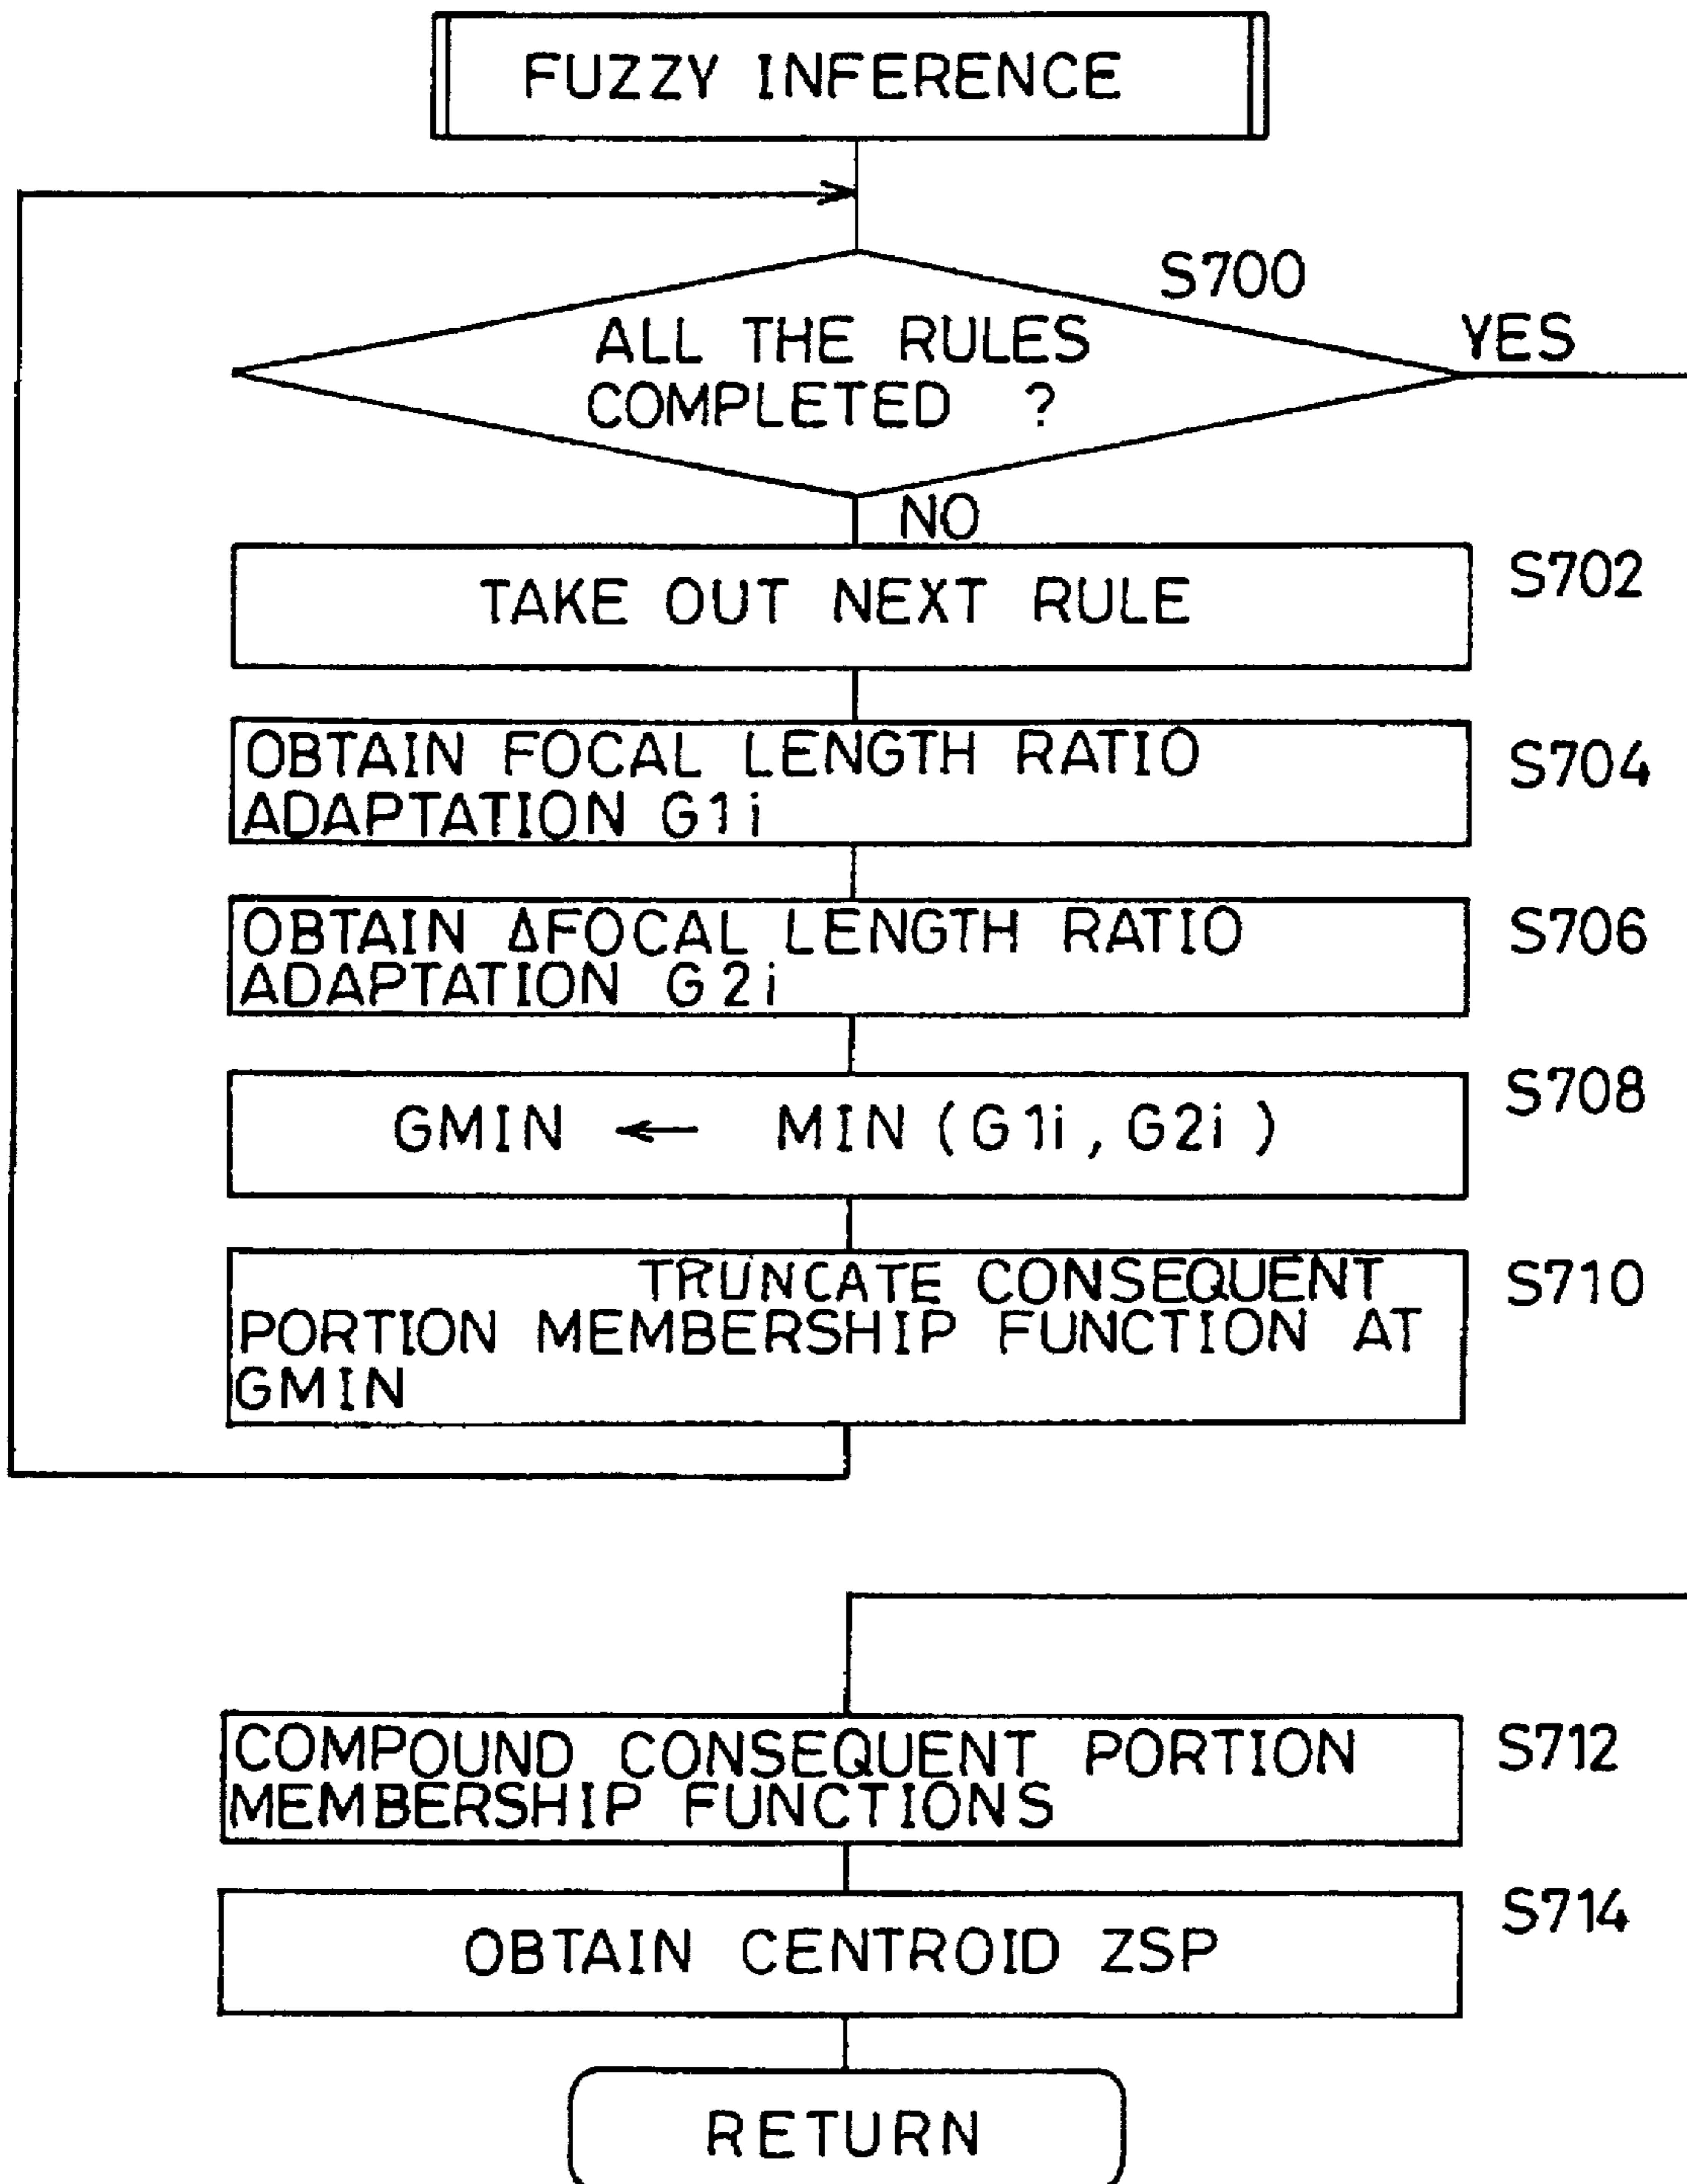 FUZZY INFERENCE
S700
ALL THE RULES
COMPLETED ?
YES
NO
TAKE OUT NEXT RULE
S702
OBTAIN FOCAL LENGTH RATIO
ADAPTATION G1i
S704
OBTAIN ΔFOCAL LENGTH RATIO
ADAPTATION G2i
S706
GMIN ← MIN (G1i, G2i)
S708
TRUNCATE CONSEQUENT
PORTION MEMBERSHIP FUNCTION AT
GMIN
S710
COMPOUND CONSEQUENT PORTION
MEMBERSHIP FUNCTIONS
S712
OBTAIN CENTROID ZSP
S714
RETURN